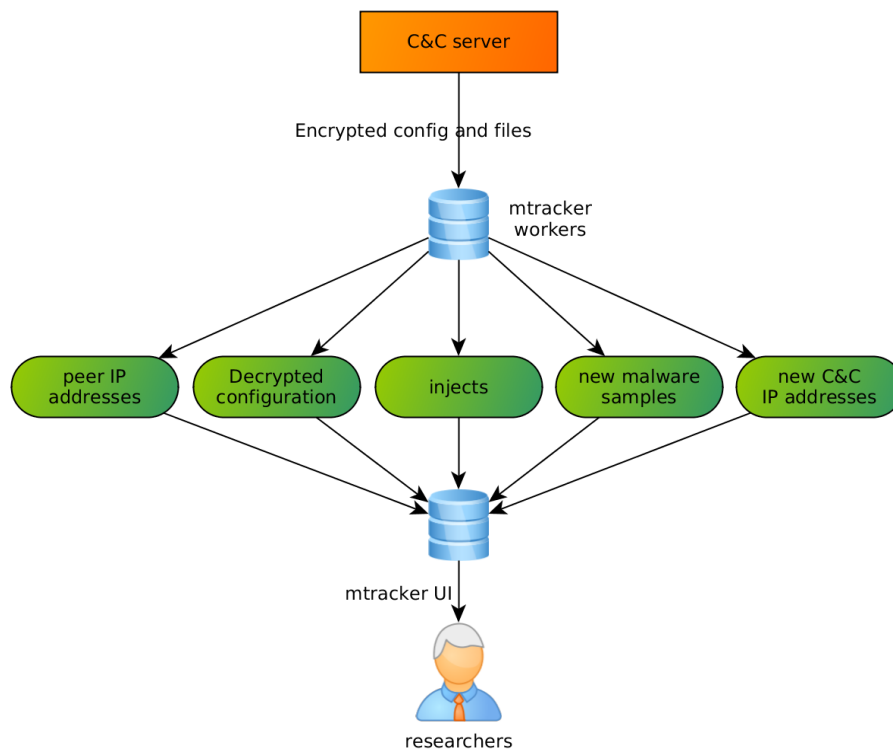 C&C server
Encrypted config and files
mtracker
workers
peer IP
addresses
Decrypted
configuration
injects
new malware
samples
new C&C
IP addresses
mtracker UI
researchers